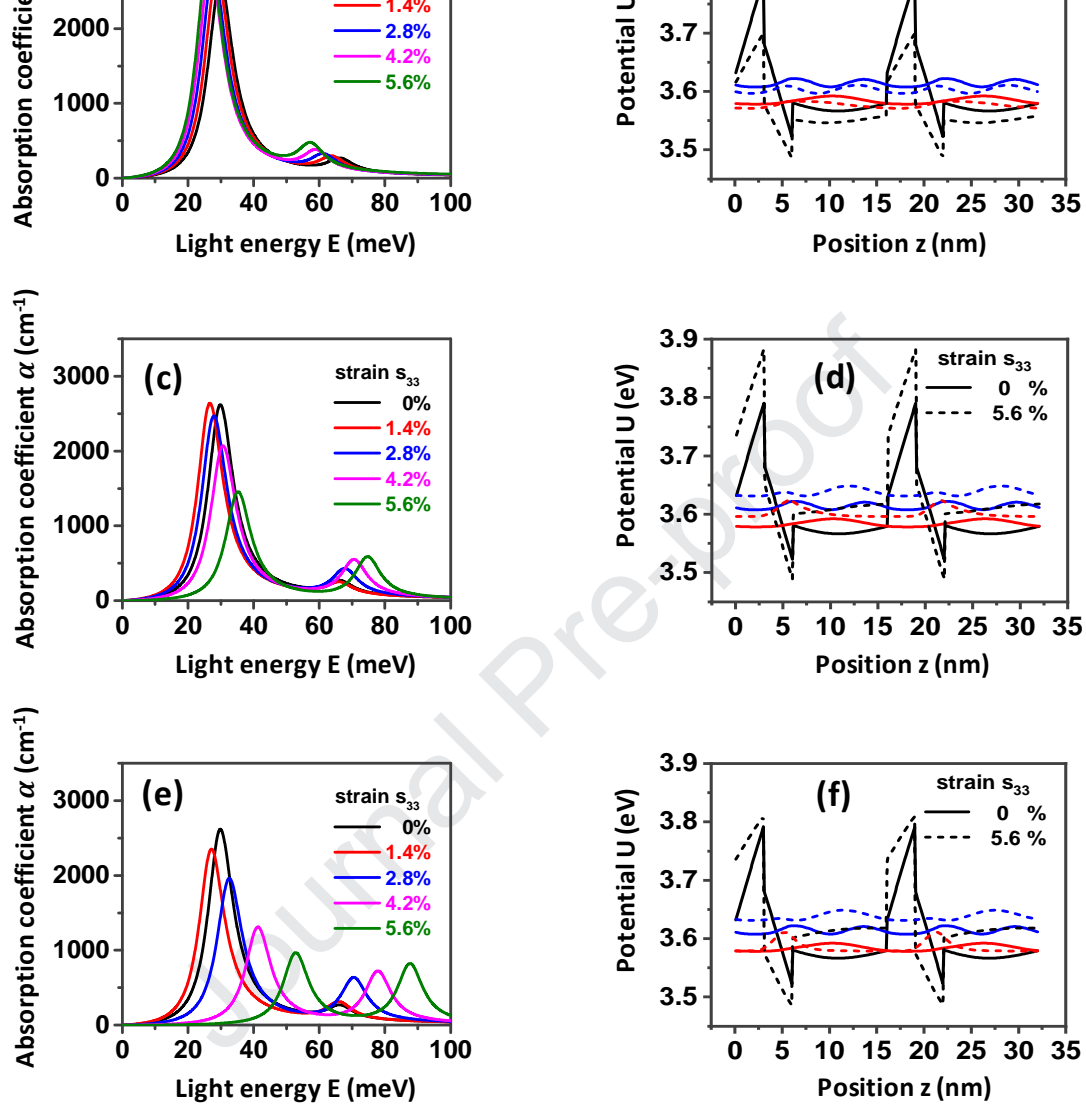 Absorption coefficie
2000
1000
0
1.4%
2.8%
4.2%
5.6%
0 20 40 60 80 100
Light energy E (meV)
Potential U
3.7
3.6
3.5
0 5 10 15 20 25 30 35
Position z (nm)
Absorption coefficient α (cm⁻¹)
3000
2000
1000
0
(c)
strain s₃₃
0%
1.4%
2.8%
4.2%
5.6%
0 20 40 60 80 100
Light energy E (meV)
Potential U (eV)
3.9
3.8
3.7
3.6
3.5
(d)
strain s₃₃
0 %
5.6 %
0 5 10 15 20 25 30 35
Position z (nm)
Absorption coefficient α (cm⁻¹)
3000
2000
1000
0
(e)
strain s₃₃
0%
1.4%
2.8%
4.2%
5.6%
0 20 40 60 80 100
Light energy E (meV)
Potential U (eV)
3.9
3.8
3.7
3.6
3.5
(f)
strain s₃₃
0 %
5.6 %
0 5 10 15 20 25 30 35
Position z (nm)
Journal Pre-proof